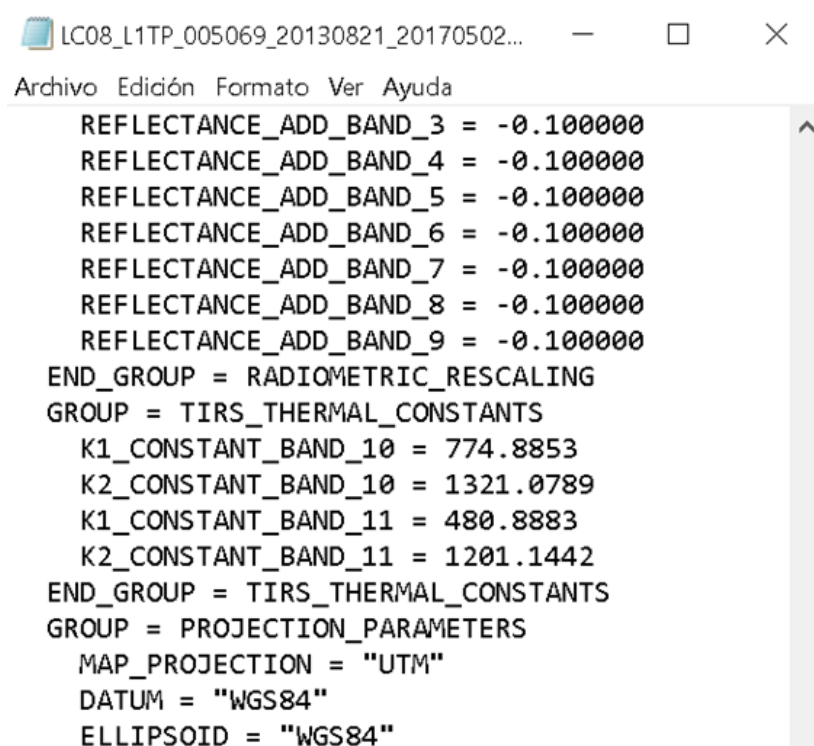 LC08_L1TP_005069_20130821_20170502...
Archivo Edición Formato Ver Ayuda
REFLECTANCE_ADD_BAND_3 = -0.100000
REFLECTANCE_ADD_BAND_4 = -0.100000
REFLECTANCE_ADD_BAND_5 = -0.100000
REFLECTANCE_ADD_BAND_6 = -0.100000
REFLECTANCE_ADD_BAND_7 = -0.100000
REFLECTANCE_ADD_BAND_8 = -0.100000
REFLECTANCE_ADD_BAND_9 = -0.100000
END_GROUP = RADIOMETRIC_RESCALING
GROUP = TIRS_THERMAL_CONSTANTS
K1_CONSTANT_BAND_10 = 774.8853
K2_CONSTANT_BAND_10 = 1321.0789
K1_CONSTANT_BAND_11 = 480.8883
K2_CONSTANT_BAND_11 = 1201.1442
END_GROUP = TIRS_THERMAL_CONSTANTS
GROUP = PROJECTION_PARAMETERS
MAP_PROJECTION = "UTM"
DATUM = "WGS84"
ELLIPSOID = "WGS84"